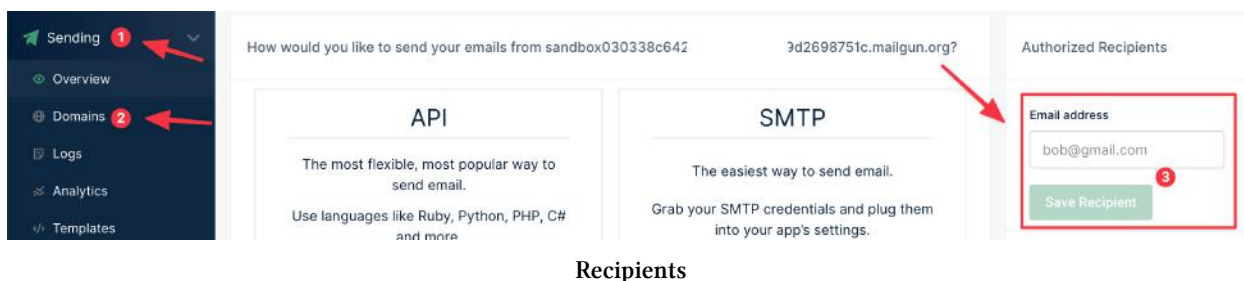 Sending 1
Overview
Domains 2
Logs
Analytics
Templates
How would you like to send your emails from sandbox030338c642 9d2698751c.mailgun.org?
API
The most flexible, most popular way to
send email.
Use languages like Ruby, Python, PHP, C#
and more
SMTP
The easiest way to send email.
Grab your SMTP credentials and plug them
into your app's settings.
Authorized Recipients
Email address
bob@gmail.com
3
Save Recipient
Recipients